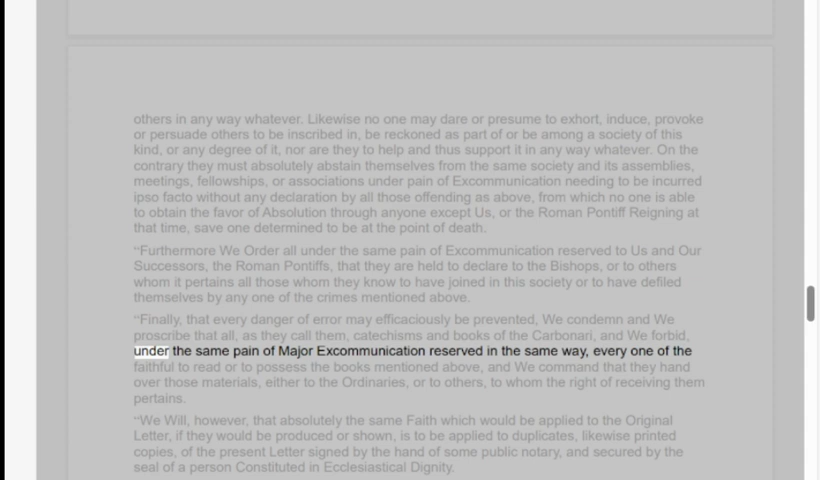 others in any way whatever. Likewise no one may dare or presume to exhort, induce, provoke
or persuade others to be inscribed in, be reckoned as part of or be among a society of this
kind, or any degree of it, nor are they to help and thus support it in any way whatever. On the
contrary they must absolutely abstain themselves from the same society and its assemblies,
meetings, fellowships, or associations under pain of Excommunication needing to be incurred
ipso facto without any declaration by all those offending as above, from which no one is able
to obtain the favor of Absolution through anyone except Us, or the Roman Pontiff Reigning at
that time, save one determined to be at the point of death.
“Furthermore We Order all under the same pain of Excommunication reserved to Us and Our
Successors, the Roman Pontiffs, that they are held to declare to the Bishops, or to others
whom it pertains all those whom they know to have joined in this society or to have defiled
themselves by any one of the crimes mentioned above.
“Finally, that every danger of error may efficaciously be prevented, We condemn and We
proscribe that all, as they call them, catechisms and books of the Carbonari, and We forbid,
under the same pain of Major Excommunication reserved in the same way, every one of the
faithful to read or to possess the books mentioned above, and We command that they hand
over those materials, either to the Ordinaries, or to others, to whom the right of receiving them
pertains.
“We Will, however, that absolutely the same Faith which would be applied to the Original
Letter, if they would be produced or shown, is to be applied to duplicates, likewise printed
copies, of the present Letter signed by the hand of some public notary, and secured by the
seal of a person Constituted in Ecclesiastical Dignity.